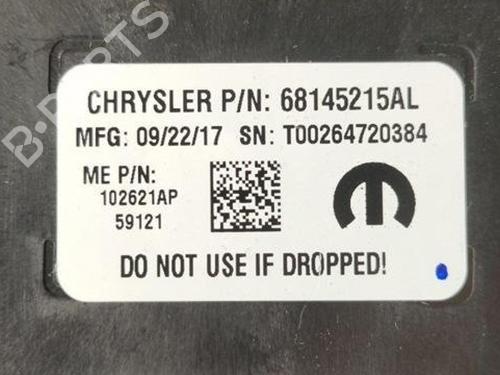 B-PARTS
CHRYSLER P/N: 68145215AL
MFG: 09/22/17 SN: T00264720384
ME P/N:
102621AP
59121
DO NOT USE IF DROPPED!